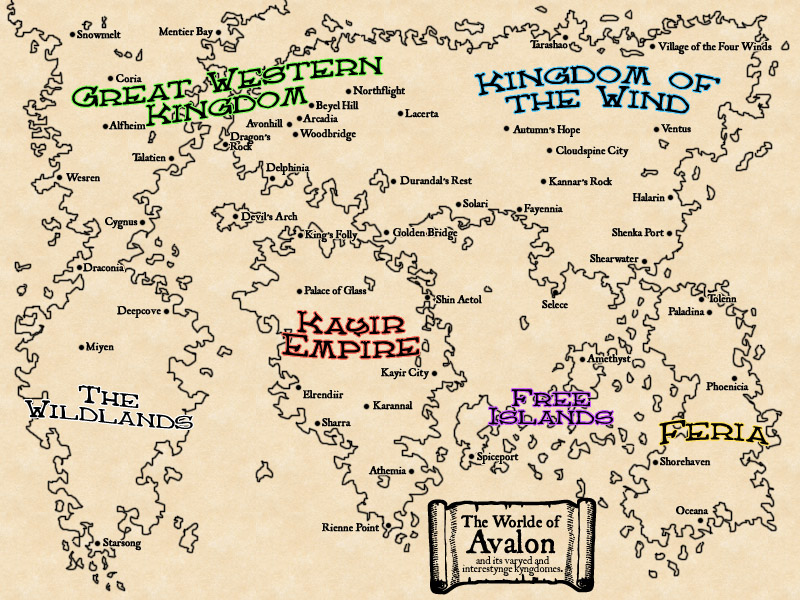 Snowmelt
Mentier Bay
Tarashao
Village of the Four Winds
Coria
GREAT WESTERN
KINGDOM
KINGDOM OF
THE WIND
Northflight
Beyel Hill
Lacerta
Arcadia
Avonhill
Alfheim
Woodbridge
Autumn's Hope
Ventus
Dragon's
Rock
Cloudspine City
Talatien
Delphinia
Wesren
Durandal's Rest
Kannar's Rock
Halarin
Solari
Fayennia
Devil's Arch
Cygnus
King's Folly
Golden Bridge
Shenka Port
Shearwater
Draconia
Palace of Glass
Shin Aetol
Selece
Tolenn
Paladina
Deepcove
KAYIR
EMPIRE
Miyen
Amethyst
Kayir City
Phoenicia
THE
WILDLANDS
Elrendiir
Karannal
FREE
ISLANDS
Sharra
FERIA
Spiceport
Shorehaven
Athemia
Oceana
Rienne Point
Starsong
The Worlde of
Avalon
and its varyed and
interestynge kyngdomes.